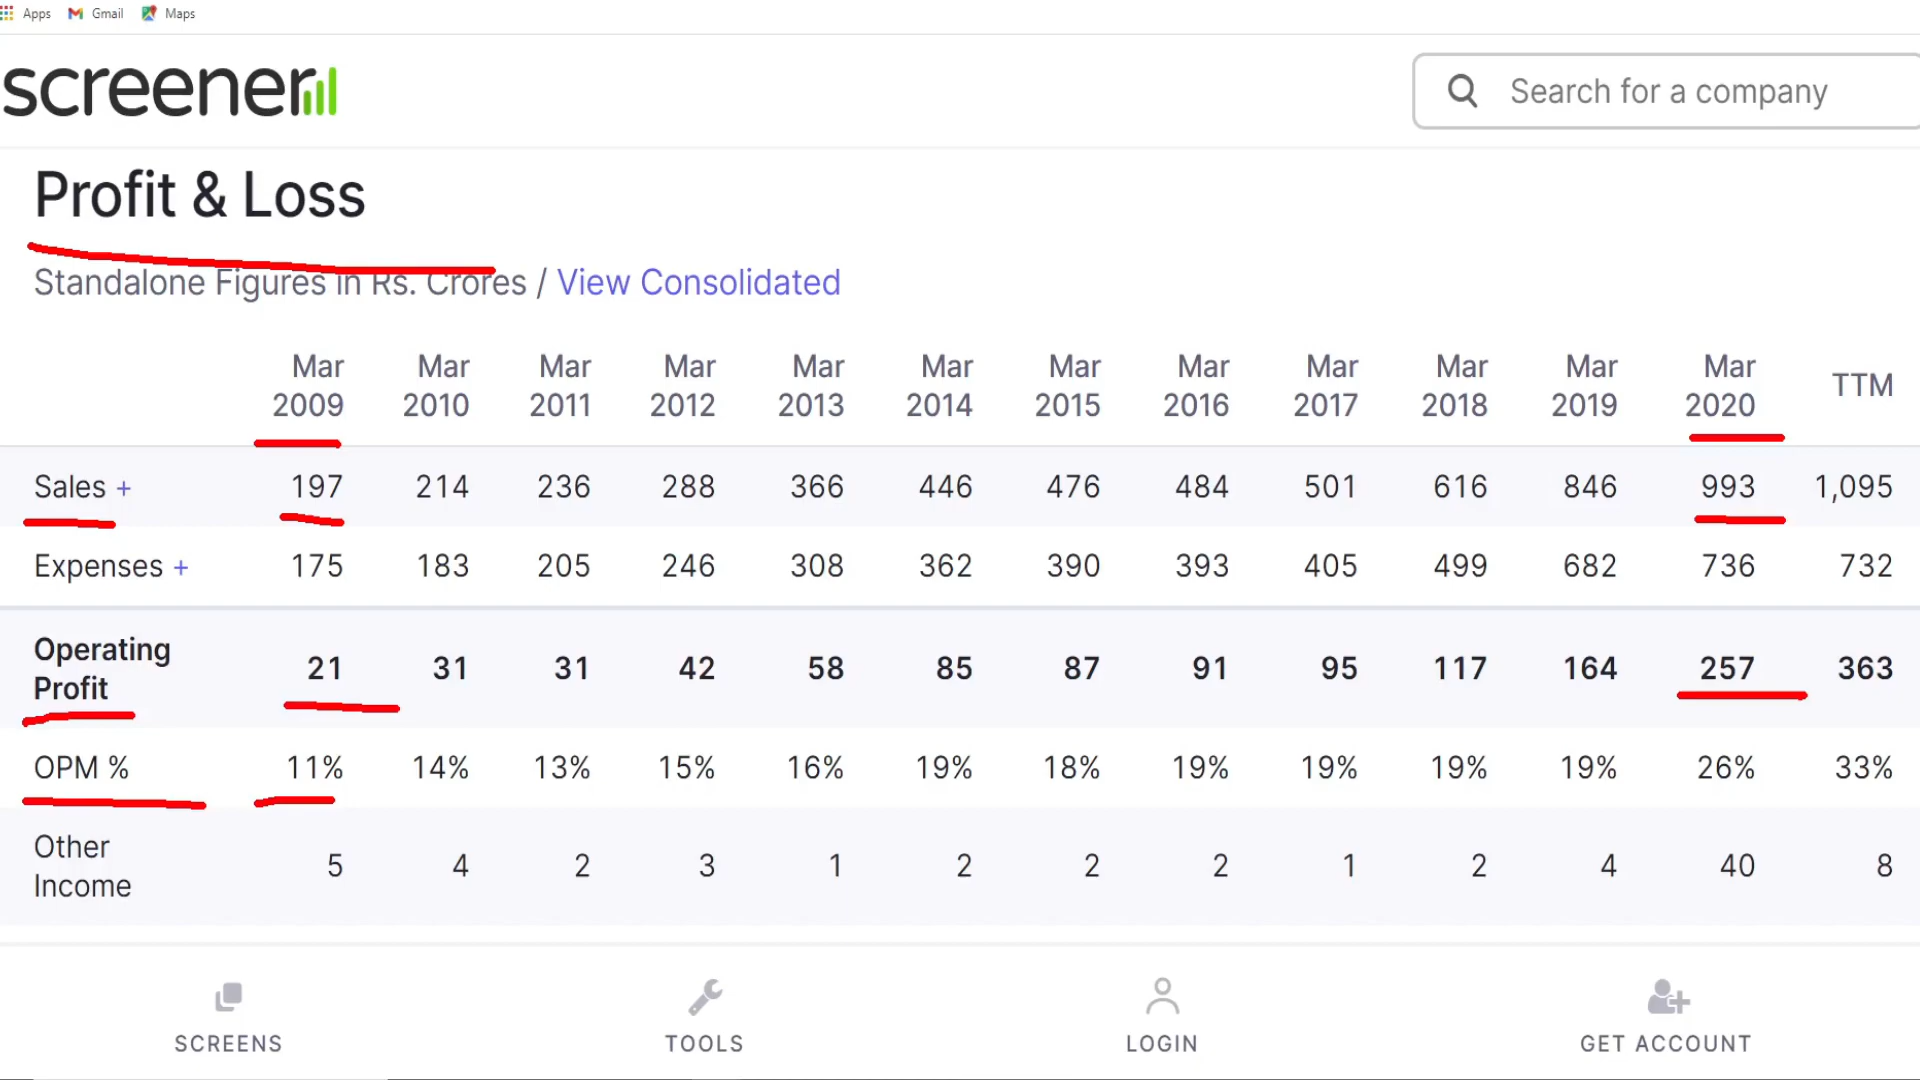 Apps Gmail Maps
screener
Search for a company
Profit & Loss
Standalone Figures in Rs. Crores / View Consolidated
Mar 2009 Mar 2010 Mar 2011 Mar 2012 Mar 2013 Mar 2014 Mar 2015 Mar 2016 Mar 2017 Mar 2018 Mar 2019 Mar 2020 TTM
Sales + 197 214 236 288 366 446 476 484 501 616 846 993 1,095
Expenses + 175 183 205 246 308 362 390 393 405 499 682 736 732
Operating Profit 21 31 31 42 58 85 87 91 95 117 164 257 363
OPM % 11% 14% 13% 15% 16% 19% 18% 19% 19% 19% 19% 26% 33%
Other Income 5 4 2 3 1 2 2 2 1 2 4 40 8
SCREENS TOOLS LOGIN GET ACCOUNT